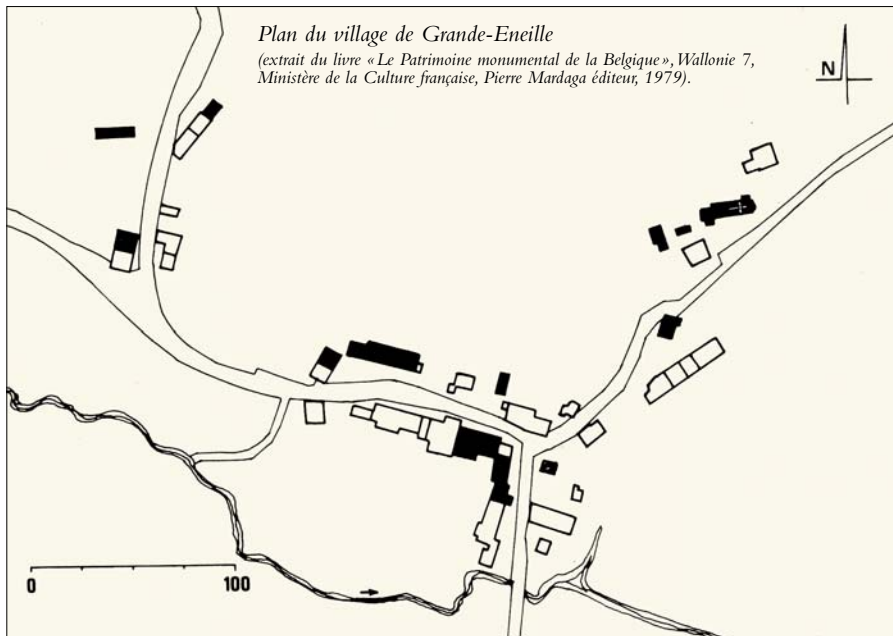 Plan du village de Grande-Eneille
(extrait du livre « Le Patrimoine monumental de la Belgique », Wallonie 7,
Ministère de la Culture française, Pierre Mardaga éditeur, 1979).
N
0 100